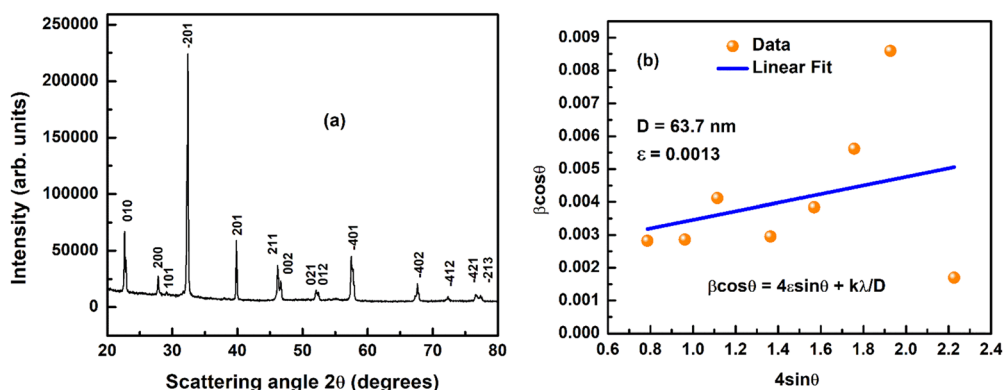 250000
200000
150000
100000
50000
0
Intensity (arb. units)
(a)
010
200
101
-201
201
211
002
021
012
-401
-402
-412
-421
-213
20 30 40 50 60 70 80
Scattering angle 2θ (degrees)
0.009
0.008
0.007
0.006
0.005
0.004
0.003
0.002
0.001
0.000
βcosθ
(b)
Data
Linear Fit
D = 63.7 nm
ε = 0.0013
βcosθ = 4εsinθ + kλ/D
0.6 0.8 1.0 1.2 1.4 1.6 1.8 2.0 2.2 2.4
4sinθ